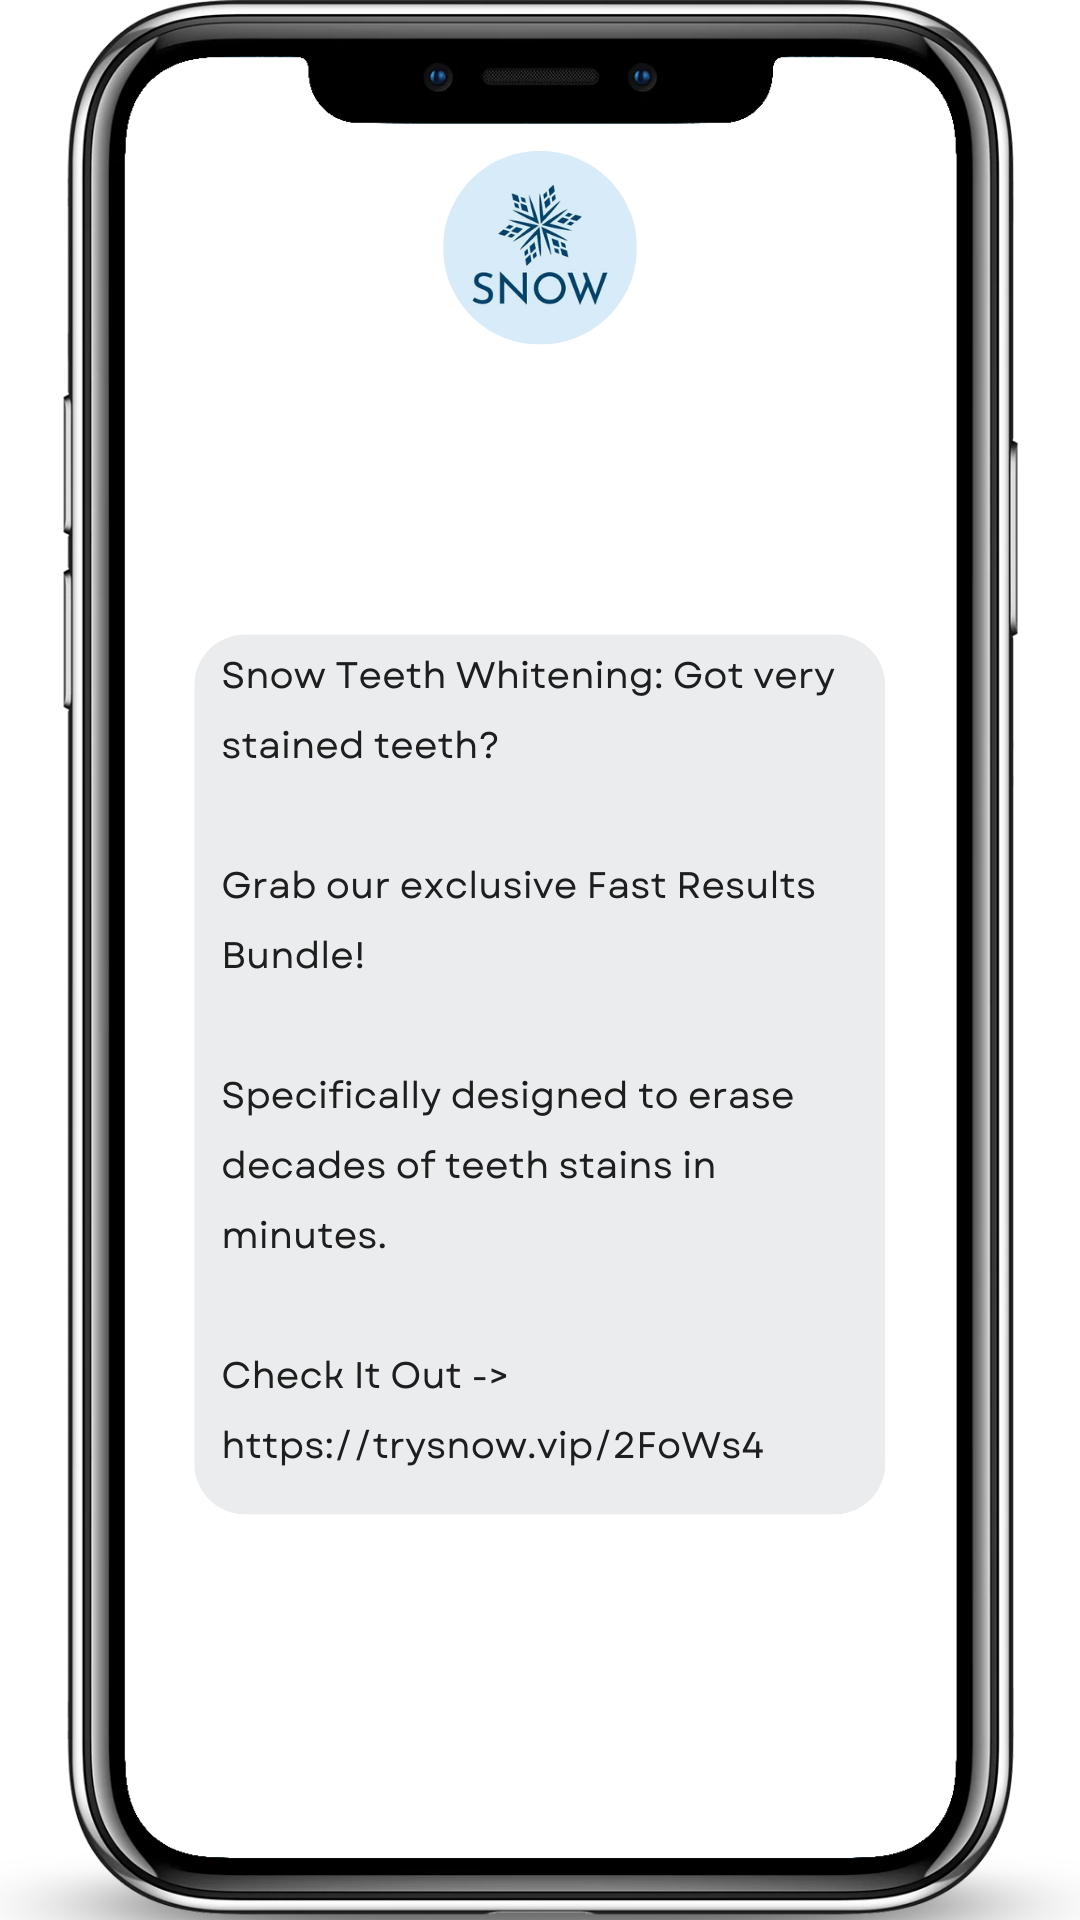 SNOW
Snow Teeth Whitening: Got very
stained teeth?
Grab our exclusive Fast Results
Bundle!
Specifically designed to erase
decades of teeth stains in
minutes.
Check It Out ->
https://trysnow.vip/2FoWs4